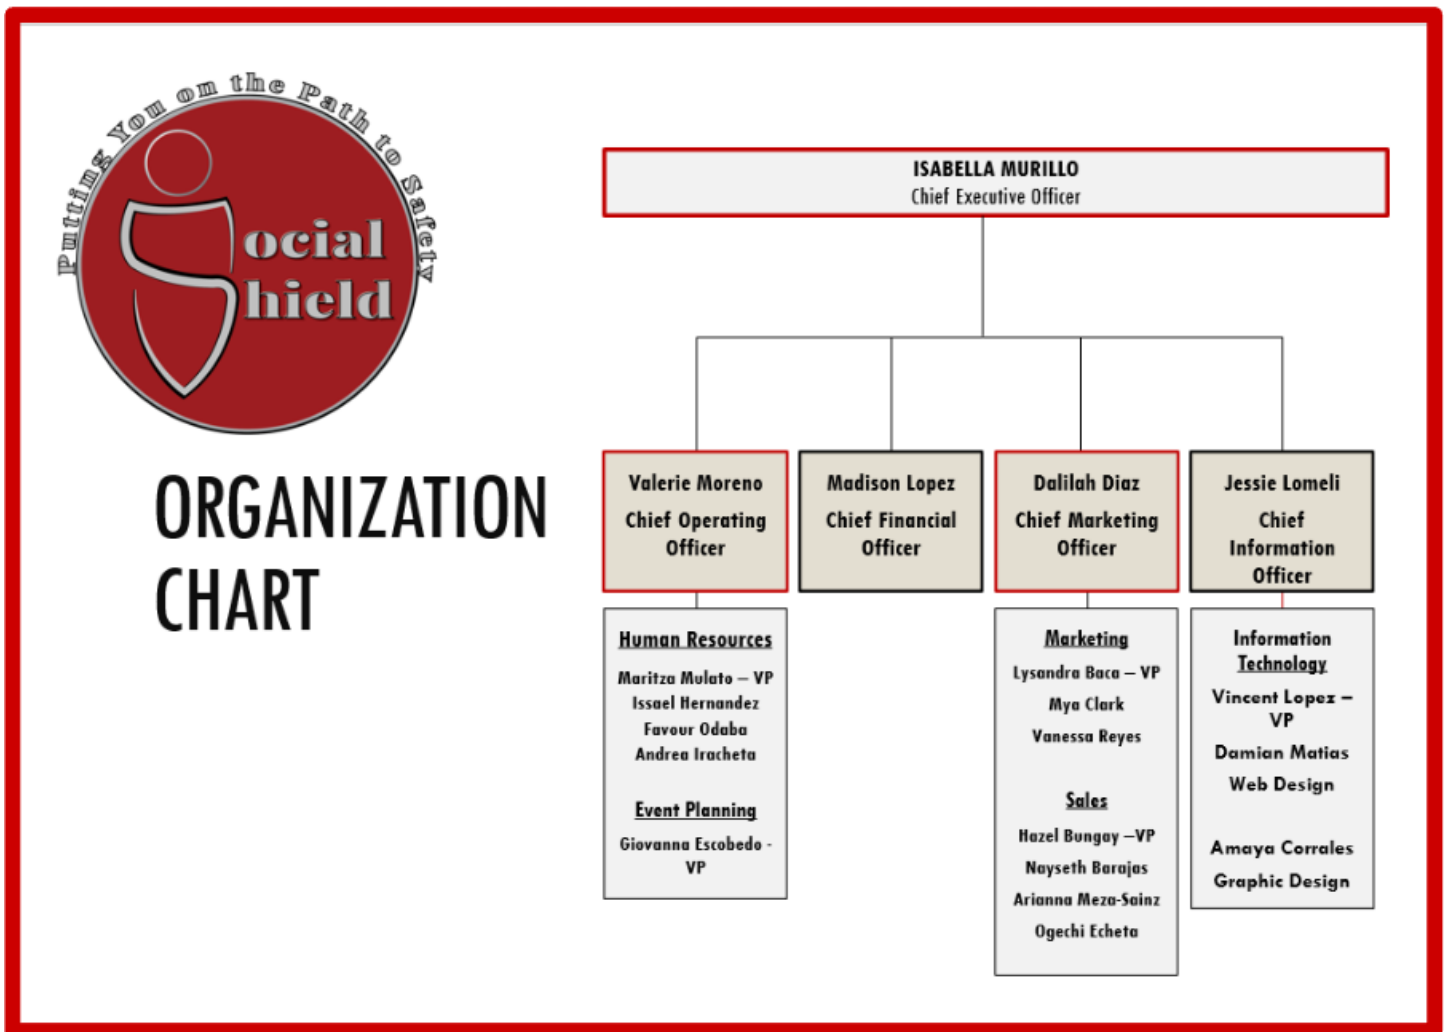 Putting You on the Path to Safety
Social
Shield
ORGANIZATION
CHART
ISABELLA MURILLO
Chief Executive Officer
Valerie Moreno
Chief Operating
Officer
Madison Lopez
Chief Financial
Officer
Dalilah Diaz
Chief Marketing
Officer
Jessie Lomeli
Chief
Information
Officer
Human Resources
Maritza Mulato – VP
Issael Hernandez
Favour Odaba
Andrea Iracheta
Event Planning
Giovanna Escobedo -
VP
Marketing
Lysandra Baca – VP
Mya Clark
Vanessa Reyes
Sales
Hazel Bungay –VP
Nayseth Barajas
Arianna Meza-Sainz
Ogechi Echeta
Information
Technology
Vincent Lopez –
VP
Damian Matias
Web Design
Amaya Corrales
Graphic Design